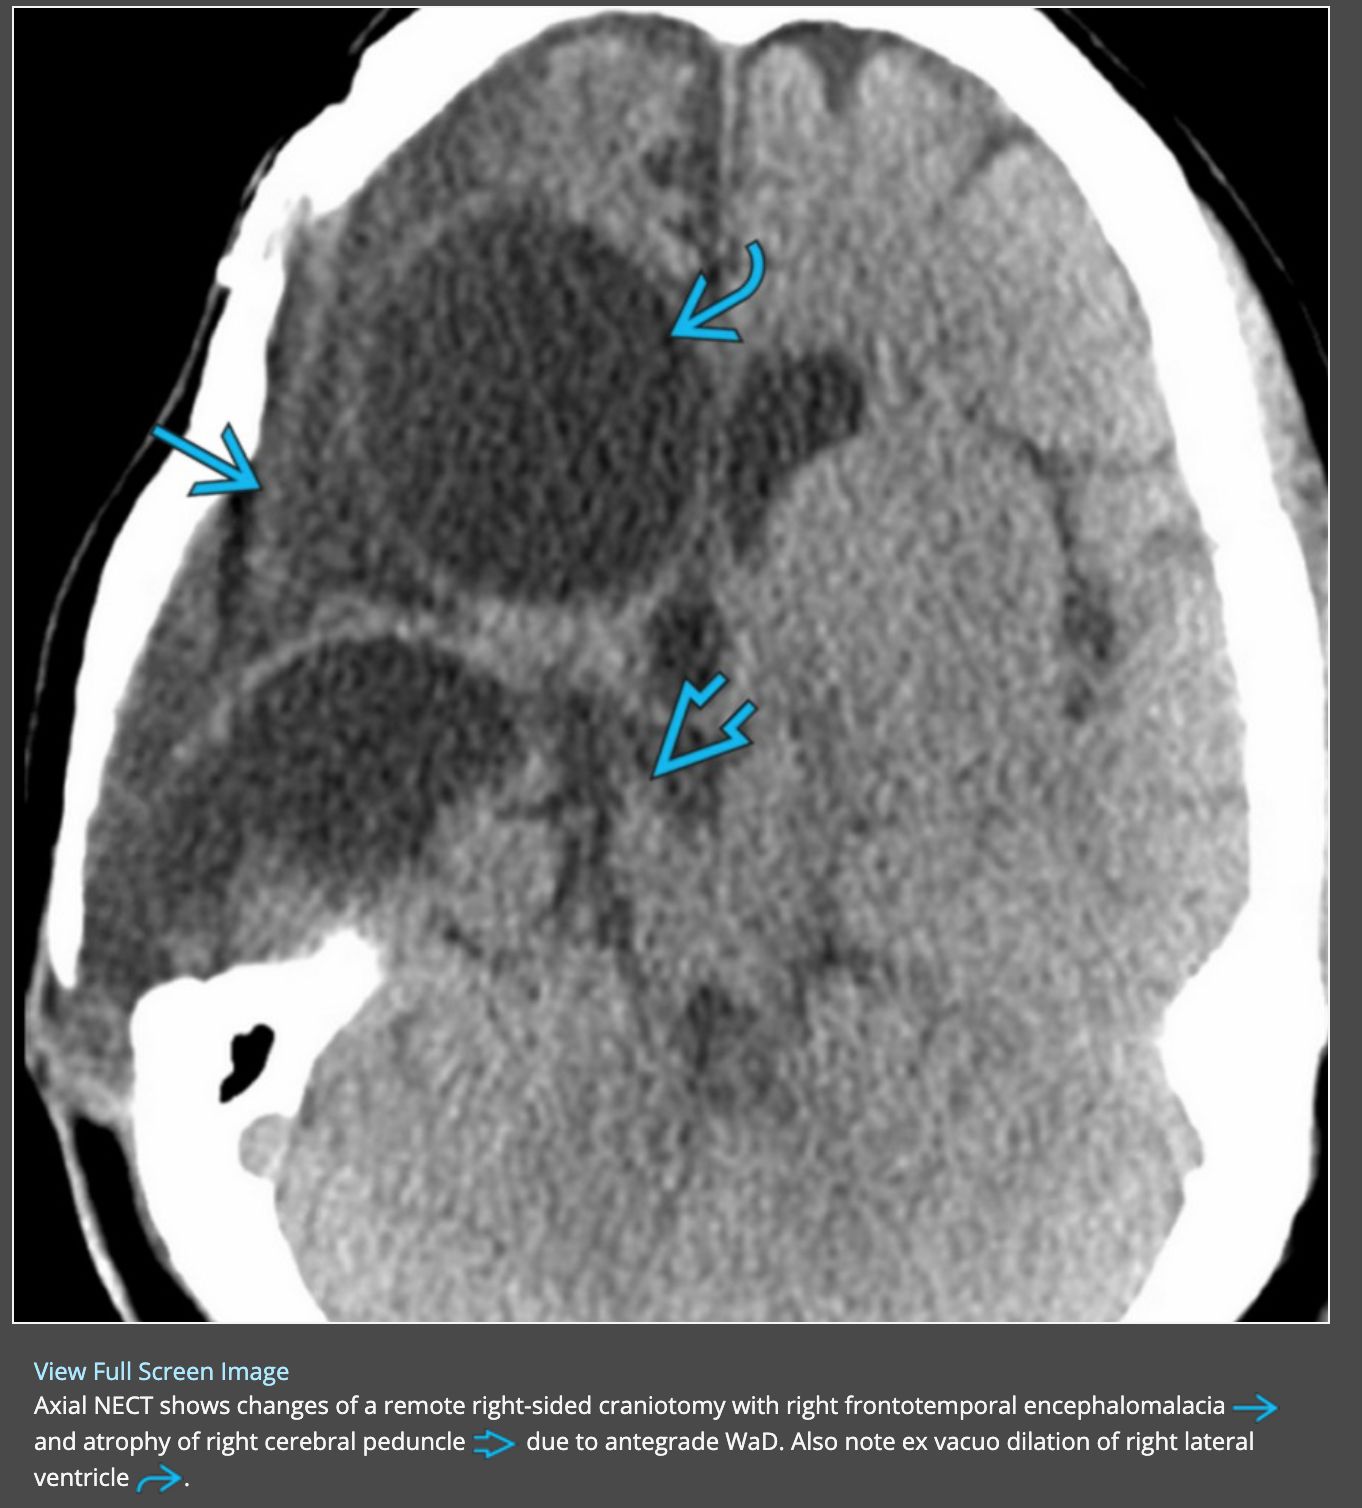 View Full Screen Image
Axial NECT shows changes of a remote right-sided craniotomy with right frontotemporal encephalomalacia
and atrophy of right cerebral peduncle due to antegrade WaD. Also note ex vacuo dilation of right lateral
ventricle .